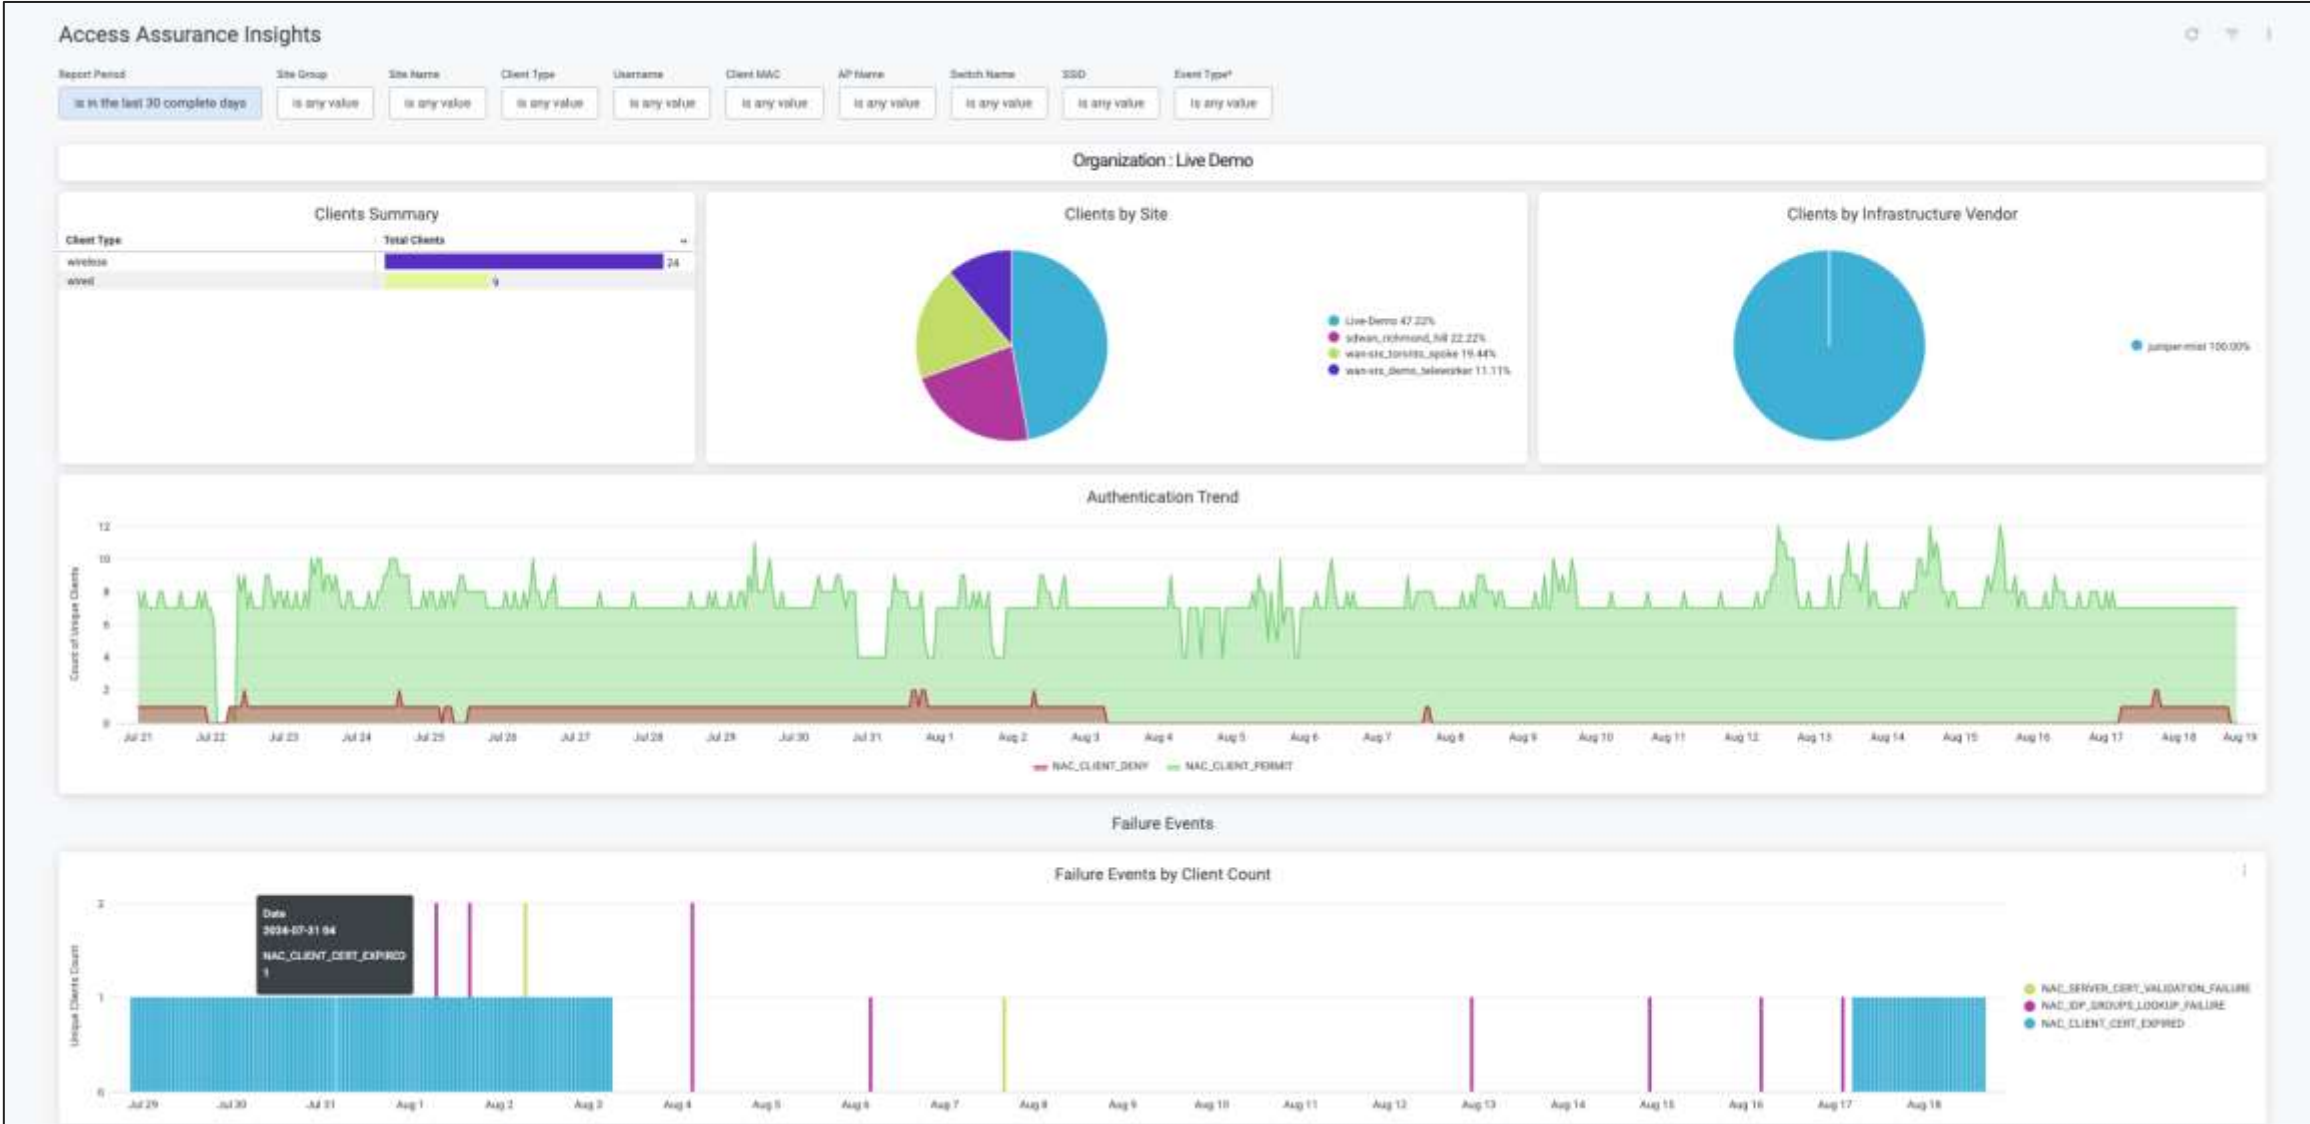 Access Assurance Insights
Report Period
Site Group
Site Name
Client Type
Username
Client MAC
AP Name
Switch Name
SSID
Event Type*
is in the last 30 complete days
is any value
is any value
is any value
is any value
is any value
is any value
is any value
is any value
is any value
Organization : Live Demo
Clients Summary
Client Type
Total Clients
wireless
24
wired
9
Clients by Site
Live-Demo 47.22%
sdwan_richmond_hill 22.22%
wan-srx_toronto_spoke 19.44%
wan-srx_demo_teleworker 11.11%
Clients by Infrastructure Vendor
juniper-mist 100.00%
Authentication Trend
Count of Unique Clients
12
10
8
6
4
2
0
Jul 21
Jul 22
Jul 23
Jul 24
Jul 25
Jul 26
Jul 27
Jul 28
Jul 29
Jul 30
Jul 31
Aug 1
Aug 2
Aug 3
Aug 4
Aug 5
Aug 6
Aug 7
Aug 8
Aug 9
Aug 10
Aug 11
Aug 12
Aug 13
Aug 14
Aug 15
Aug 16
Aug 17
Aug 18
Aug 19
NAC_CLIENT_DENY
NAC_CLIENT_PERMIT
Failure Events
Failure Events by Client Count
Unique Clients Count
2
1
0
Date
2024-07-31 04
NAC_CLIENT_CERT_EXPIRED
1
NAC_SERVER_CERT_VALIDATION_FAILURE
NAC_IDP_GROUPS_LOOKUP_FAILURE
NAC_CLIENT_CERT_EXPIRED
Jul 29
Jul 30
Jul 31
Aug 1
Aug 2
Aug 3
Aug 4
Aug 5
Aug 6
Aug 7
Aug 8
Aug 9
Aug 10
Aug 11
Aug 12
Aug 13
Aug 14
Aug 15
Aug 16
Aug 17
Aug 18